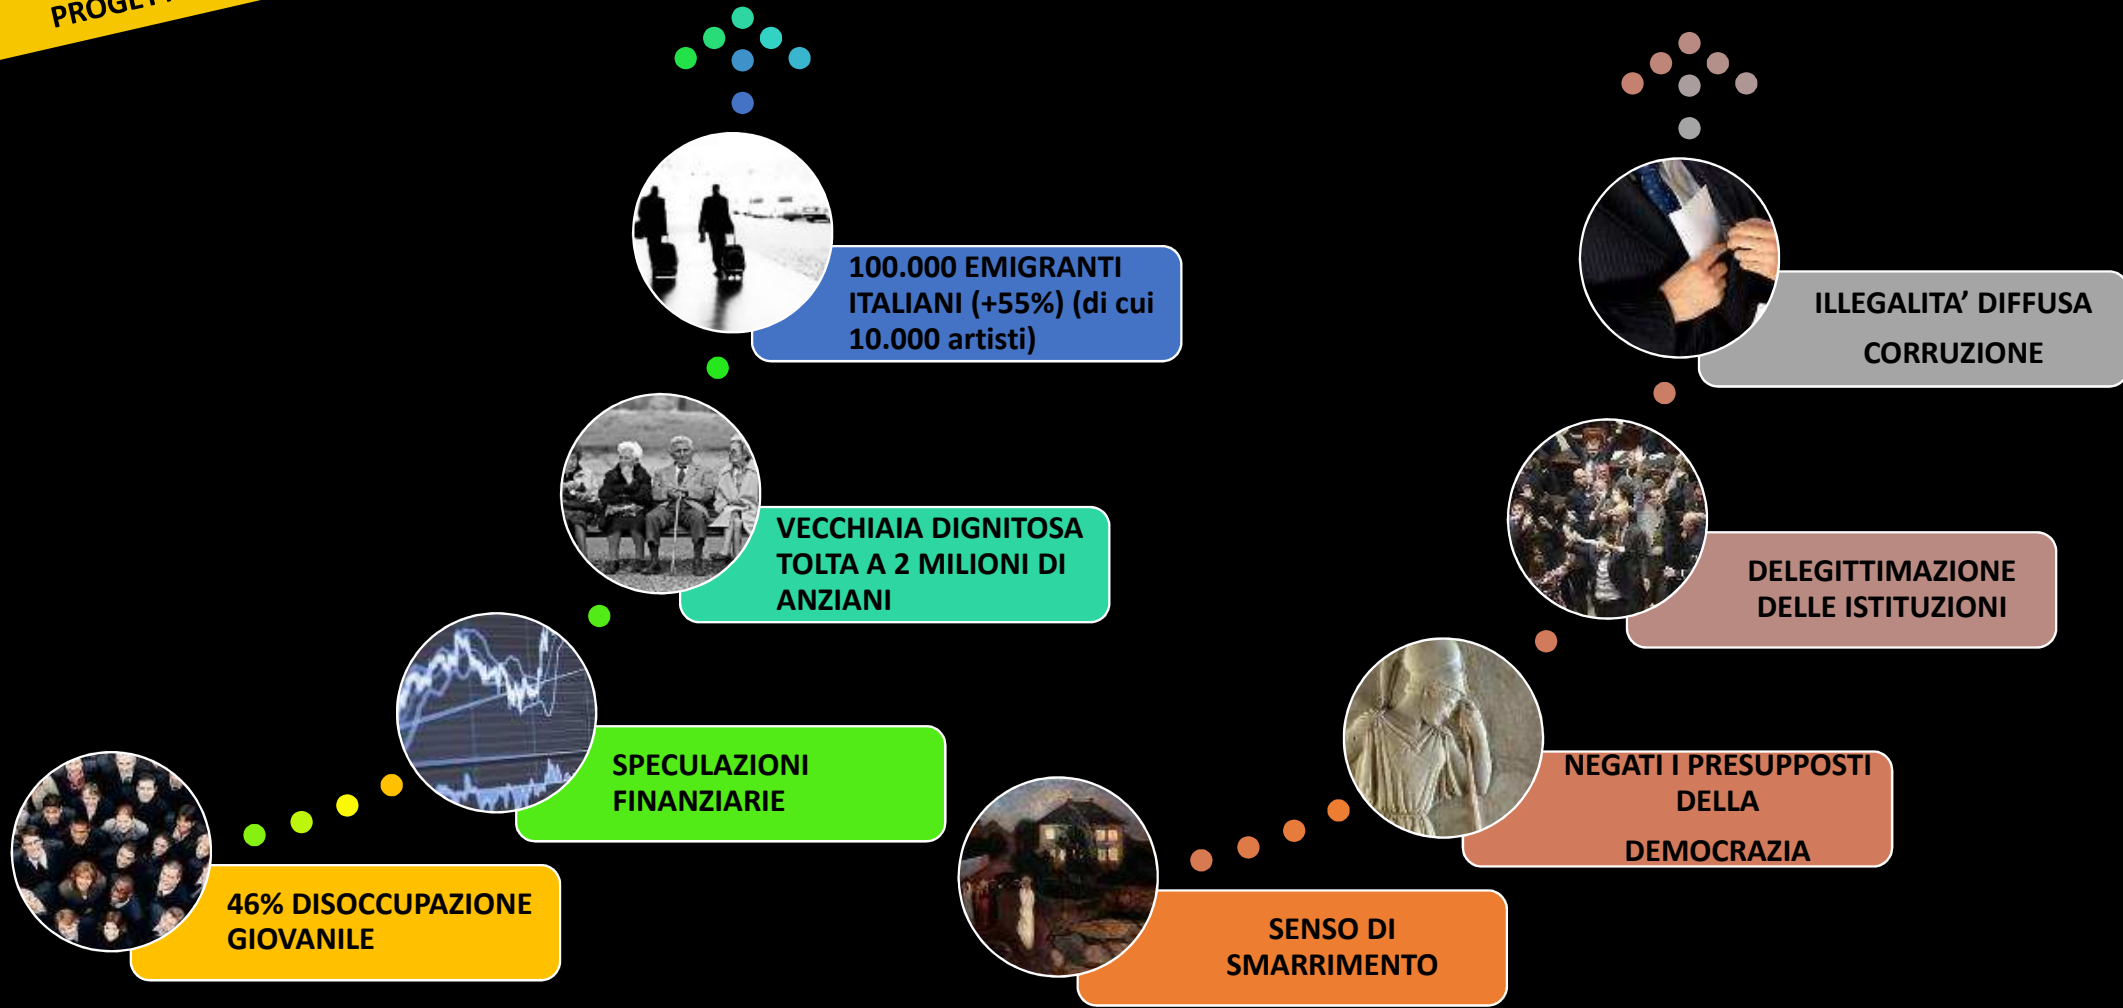 100.000 EMIGRANTI
ITALIANI (+55%) (di cui
10.000 artisti)
VECCHIAIA DIGNITOSA
TOLTA A 2 MILIONI DI
ANZIANI
SPECULAZIONI
FINANZIARIE
46% DISOCCUPAZIONE
GIOVANILE
ILLEGALITA’ DIFFUSA
CORRUZIONE
DELEGITTIMAZIONE
DELLE ISTITUZIONI
NEGATI I PRESUPPOSTI
DELLA
DEMOCRAZIA
SENSO DI
SMARRIMENTO